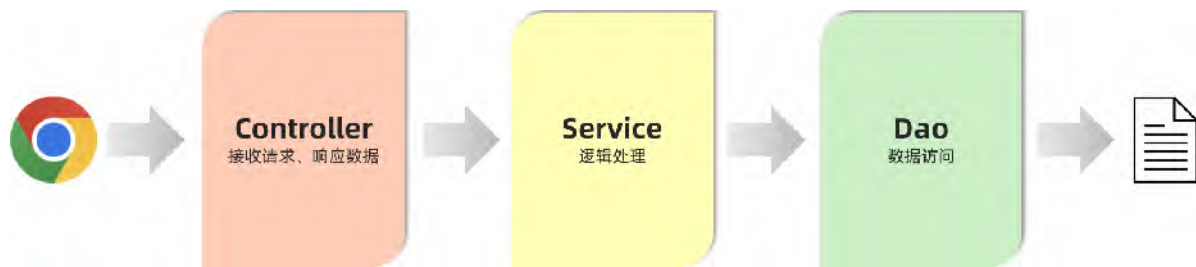 Controller
接收请求、响应数据
Service
逻辑处理
Dao
数据访问